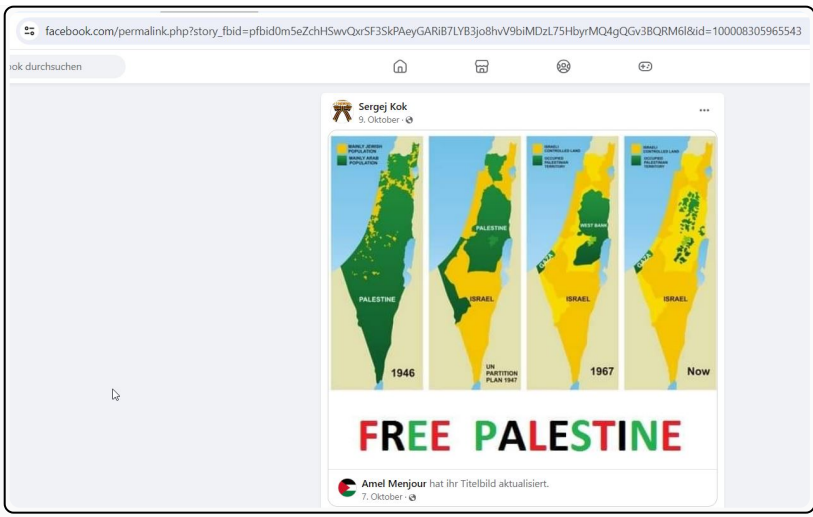 facebook.com/permalink.php?story_fbid=pfbid0m5eZchHSwvQxrSF3SkPAeyGARiB7LYB3jo8hvV9biMDzL75HbyrMQ4gQGv3BQRM6l&id=100008305965543
ook durchsuchen
Sergej Kok
9. Oktober
MAINLY JEWISH
POPULATION
MAINLY ARAB
POPULATION
PALESTINE
1946
PALESTINE
ISRAEL
UN
PARTITION
PLAN 1947
ISRAELI
CONTROLLED LAND
OCCUPIED
PALESTINIAN
TERRITORY
WEST BANK
GAZA
ISRAEL
1967
ISRAELI
CONTROLLED LAND
OCCUPIED
PALESTINIAN
TERRITORY
GAZA
ISRAEL
Now
FREE PALESTINE
Amel Menjour hat ihr Titelbild aktualisiert.
7. Oktober